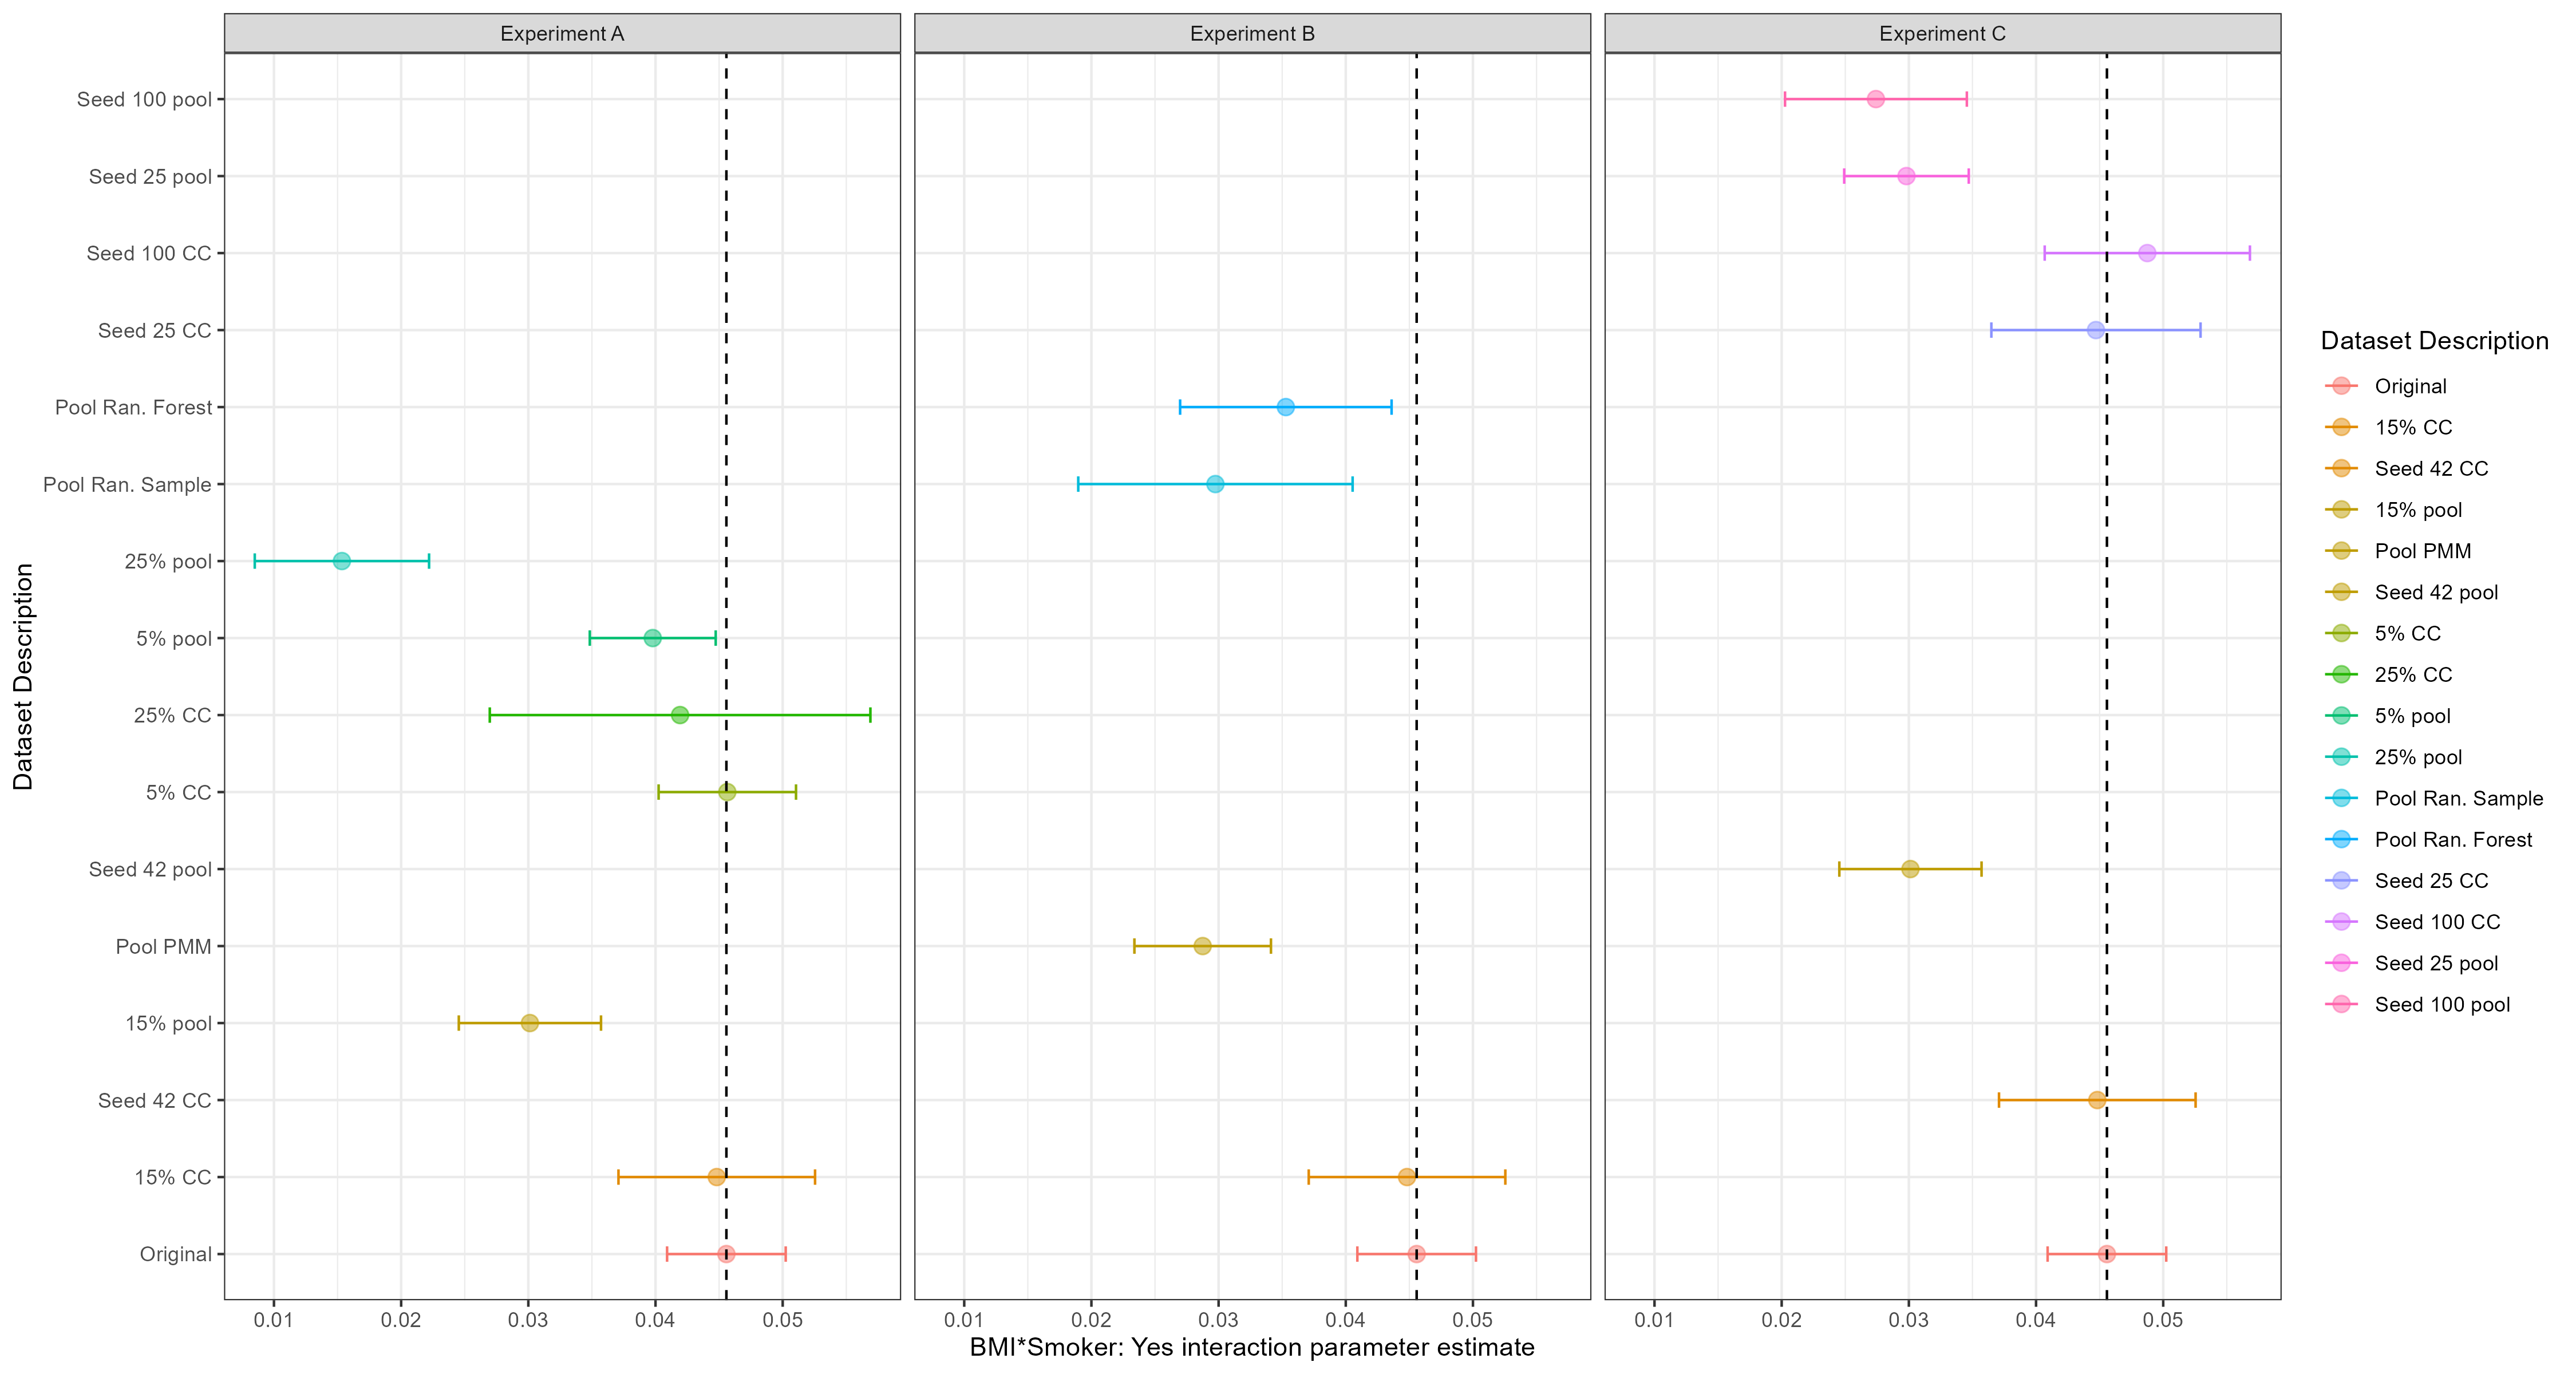 Experiment A
Experiment B
Experiment C
Dataset Description
Seed 100 pool
Seed 25 pool
Seed 100 CC
Seed 25 CC
Pool Ran. Forest
Pool Ran. Sample
25% pool
5% pool
25% CC
5% CC
Seed 42 pool
Pool PMM
15% pool
Seed 42 CC
15% CC
Original
0.01 0.02 0.03 0.04 0.05
0.01 0.02 0.03 0.04 0.05
0.01 0.02 0.03 0.04 0.05
BMI*Smoker: Yes interaction parameter estimate
Dataset Description
Original
15% CC
Seed 42 CC
15% pool
Pool PMM
Seed 42 pool
5% CC
25% CC
5% pool
25% pool
Pool Ran. Sample
Pool Ran. Forest
Seed 25 CC
Seed 100 CC
Seed 25 pool
Seed 100 pool